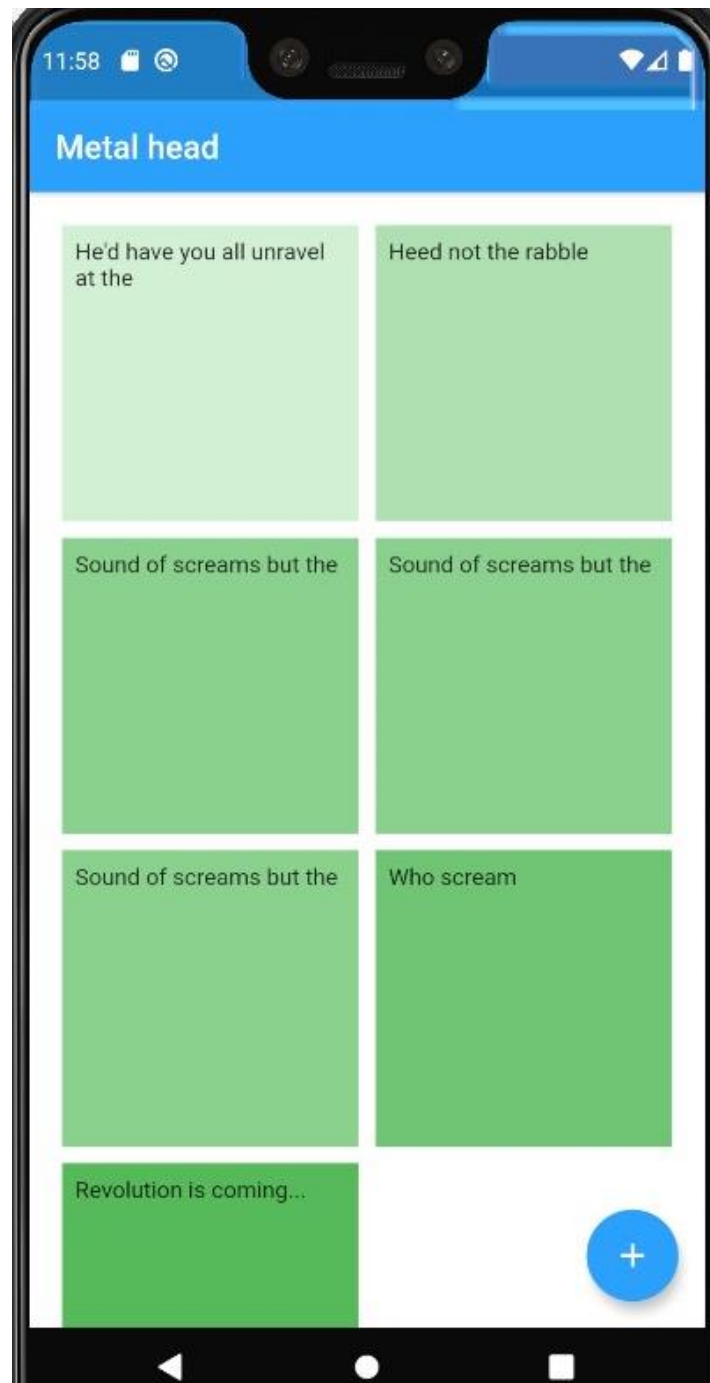 11:58
Metal head
He'd have you all unravel
at the
Heed not the rabble
Sound of screams but the
Sound of screams but the
Sound of screams but the
Who scream
Revolution is coming...